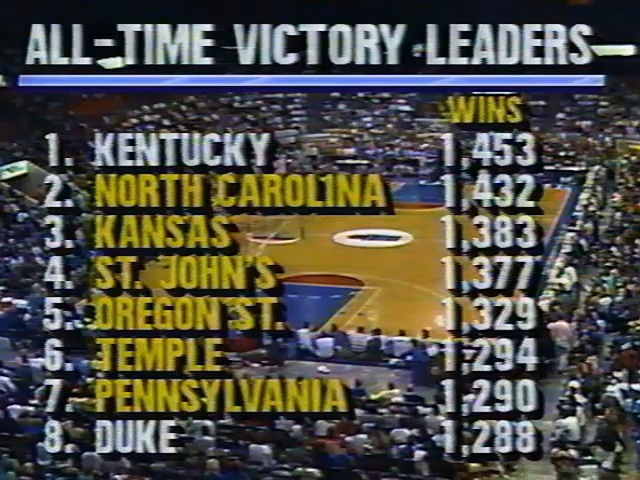 ALL-TIME VICTORY LEADERS
WINS
1. KENTUCKY 1,453
2. NORTH CAROLINA 1,432
3. KANSAS 1,383
4. ST. JOHN'S 1,377
5. OREGON ST. 1,329
6. TEMPLE 1,294
7. PENNSYLVANIA 1,290
8. DUKE 1,288